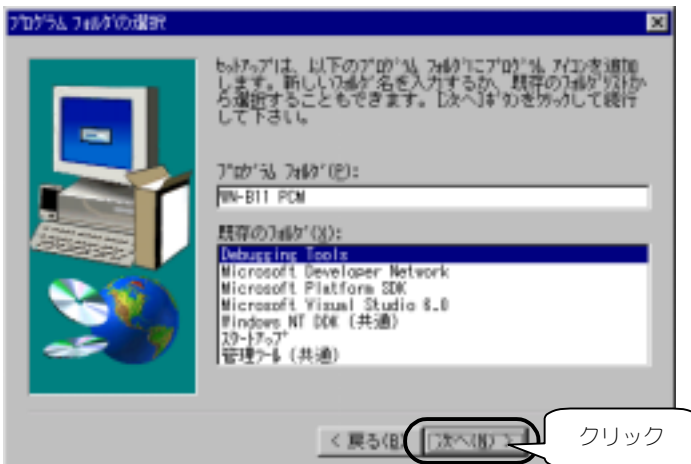 プログラム フォルダの選択
セットアップは、以下のプログラム フォルダにプログラム アイコンを追加
します。新しいフォルダ名を入力するか、既存のフォルダリストか
ら選択することもできます。[次へ]ボタンをクリックして続行
して下さい。
プログラム フォルダ(P):
WN-B11 PCM
既存のフォルダ(X):
Debugging Tools
Microsoft Developer Network
Microsoft Platform SDK
Microsoft Visual Studio 6.0
Windows NT DDK (共通)
スタートアップ
管理ツール (共通)
< 戻る(B)
次へ(N) >
クリック